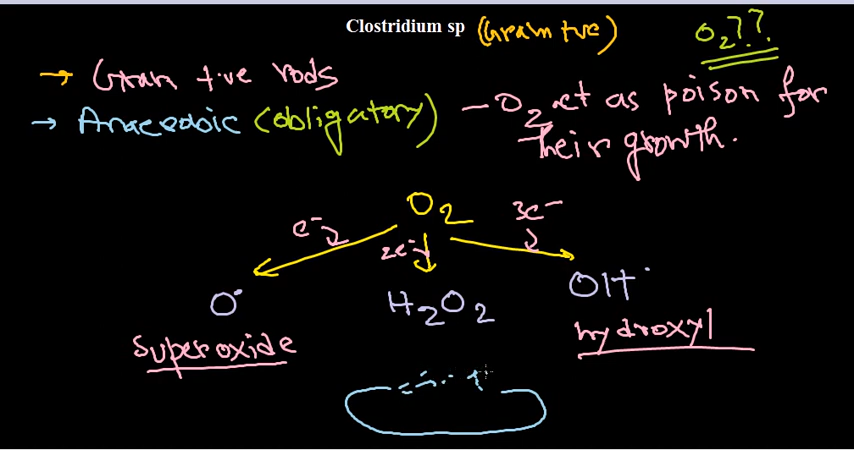 Clostridium sp (Gram +ve)
O2??
→ Gram +ive rods
→ Anaerobic (obligatory)
- O2 act as poison for
their growth.
O2
e-
2e-
3e-
O•
H2O2
OH•
Superoxide
hydroxyl